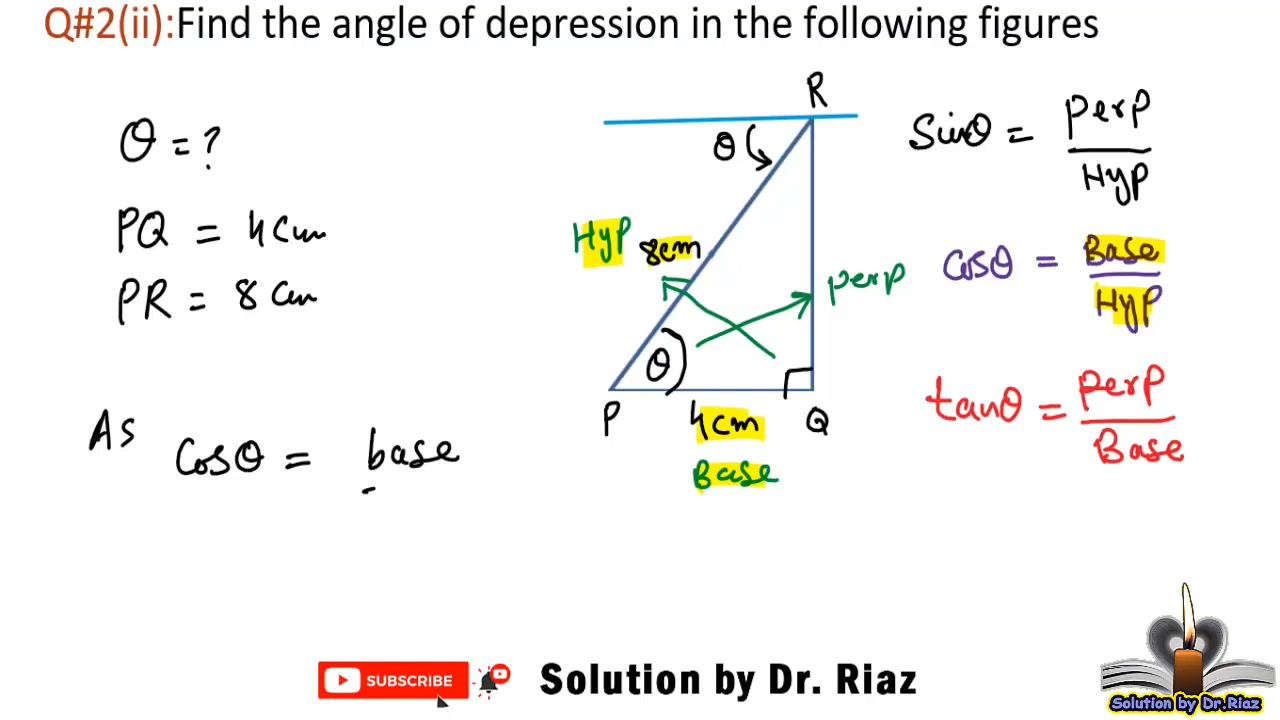 Q#2(ii):Find the angle of depression in the following figures
θ = ?
PQ = 4cm
PR = 8cm
As cosθ = base
R
θ
Hyp 8cm
perp
θ
P
4cm
Q
Base
sinθ = perp
Hyp
cosθ = Base
Hyp
tanθ = perp
Base
SUBSCRIBE
Solution by Dr. Riaz
Solution by Dr.Riaz